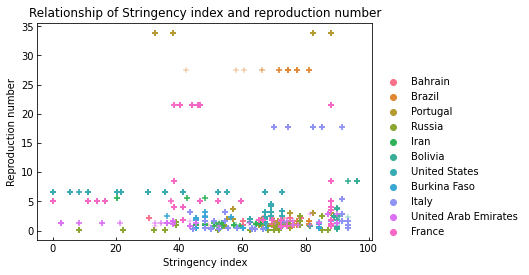 Relationship of Stringency index and reproduction number
35
30
25
20
15
10
5
0
Reproduction number
0 20 40 60 80 100
Stringency index
Bahrain
Brazil
Portugal
Russia
Iran
Bolivia
United States
Burkina Faso
Italy
United Arab Emirates
France